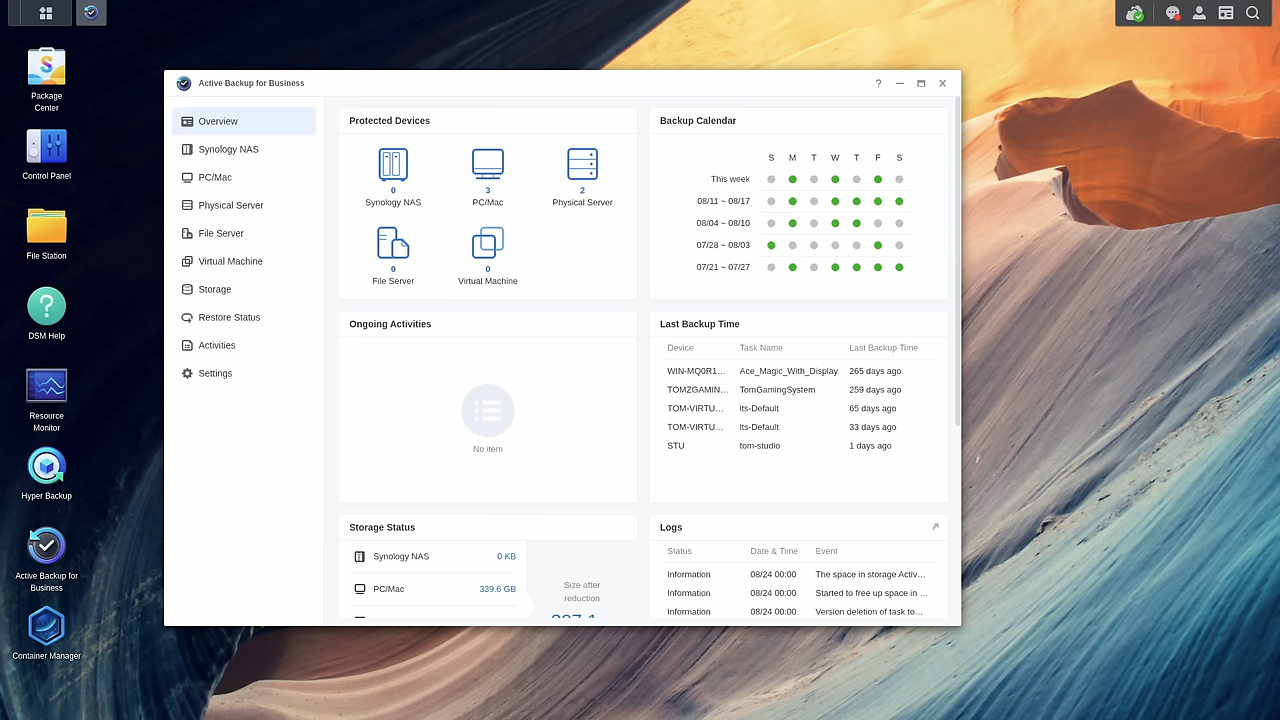 Active Backup for Business
Package
Center
Control Panel
File Station
DSM Help
Resource
Monitor
Hyper Backup
Active Backup for
Business
Container Manager
Overview
Synology NAS
PC/Mac
Physical Server
File Server
Virtual Machine
Storage
Restore Status
Activities
Settings
Protected Devices
0
Synology NAS
3
PC/Mac
2
Physical Server
0
File Server
0
Virtual Machine
Backup Calendar
S M T W T F S
This week
08/11 ~ 08/17
08/04 ~ 08/10
07/28 ~ 08/03
07/21 ~ 07/27
Ongoing Activities
No item
Last Backup Time
Device Task Name Last Backup Time
WIN-MQ0R1... Ace_Magic_With_Display 265 days ago
TOMZGAMIN... TomGamingSystem 259 days ago
TOM-VIRTU... lts-Default 65 days ago
TOM-VIRTU... lts-Default 33 days ago
STU tom-studio 1 days ago
Storage Status
Synology NAS 0 KB
PC/Mac 339.6 GB
Size after
reduction
Logs
Status Date & Time Event
Information 08/24 00:00 The space in storage Activ...
Information 08/24 00:00 Started to free up space in ...
Information 08/24 00:00 Version deletion of task to...